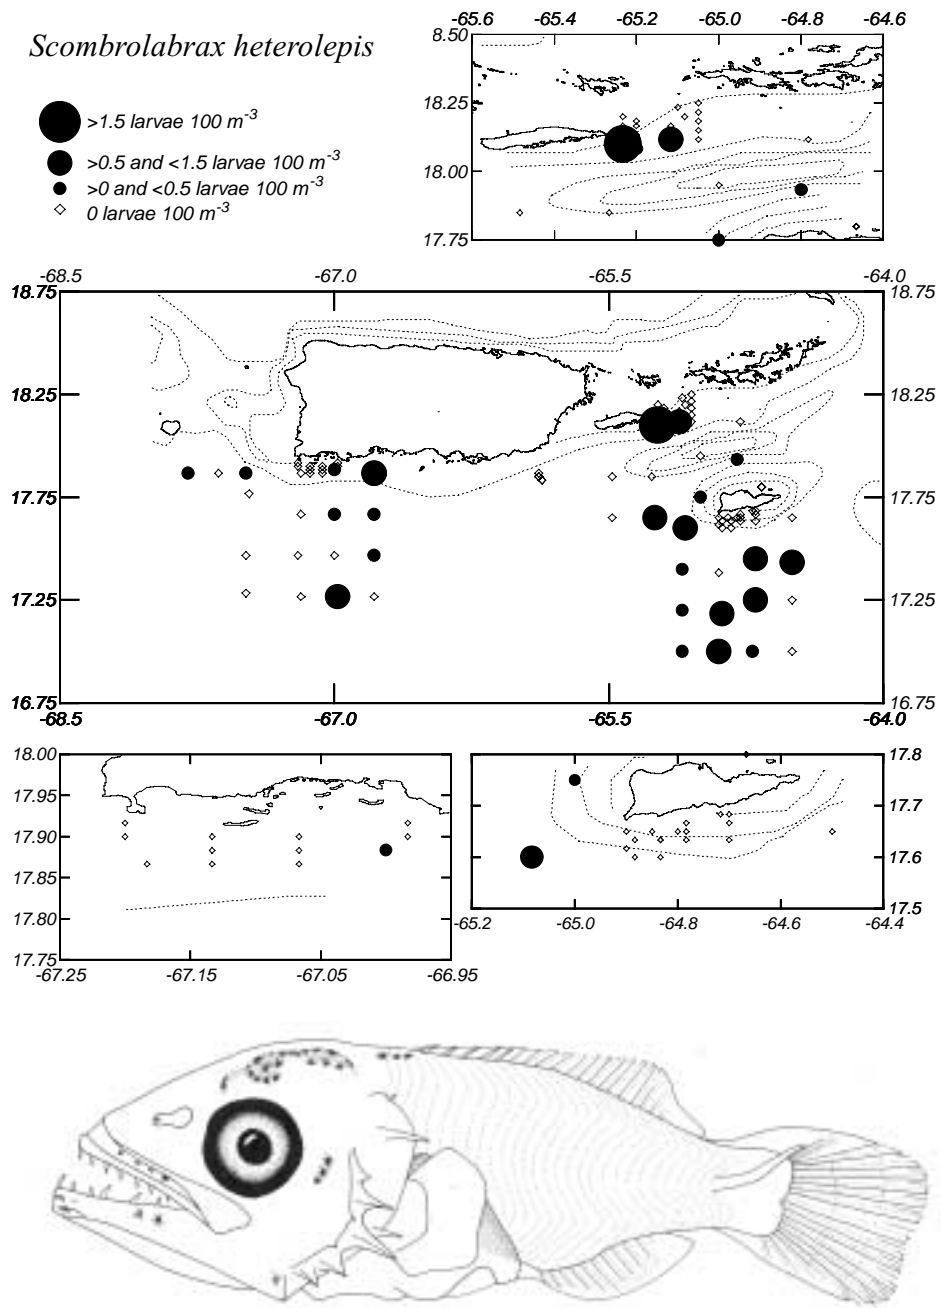 Scombrolabrax heterolepis
>1.5 larvae 100 m-3
>0.5 and <1.5 larvae 100 m-3
>0 and <0.5 larvae 100 m-3
0 larvae 100 m-3
-65.6 -65.4 -65.2 -65.0 -64.8 -64.6
8.50
18.25
18.00
17.75
-68.5 -67.0 -65.5 -64.0
18.75 18.75
18.25 18.25
17.75 17.75
17.25 17.25
16.75 16.75
-68.5 -67.0 -65.5 -64.0
18.00
17.95
17.90
17.85
17.80
17.75
-67.25 -67.15 -67.05 -66.95
17.8
17.7
17.6
17.5
-65.2 -65.0 -64.8 -64.6 -64.4